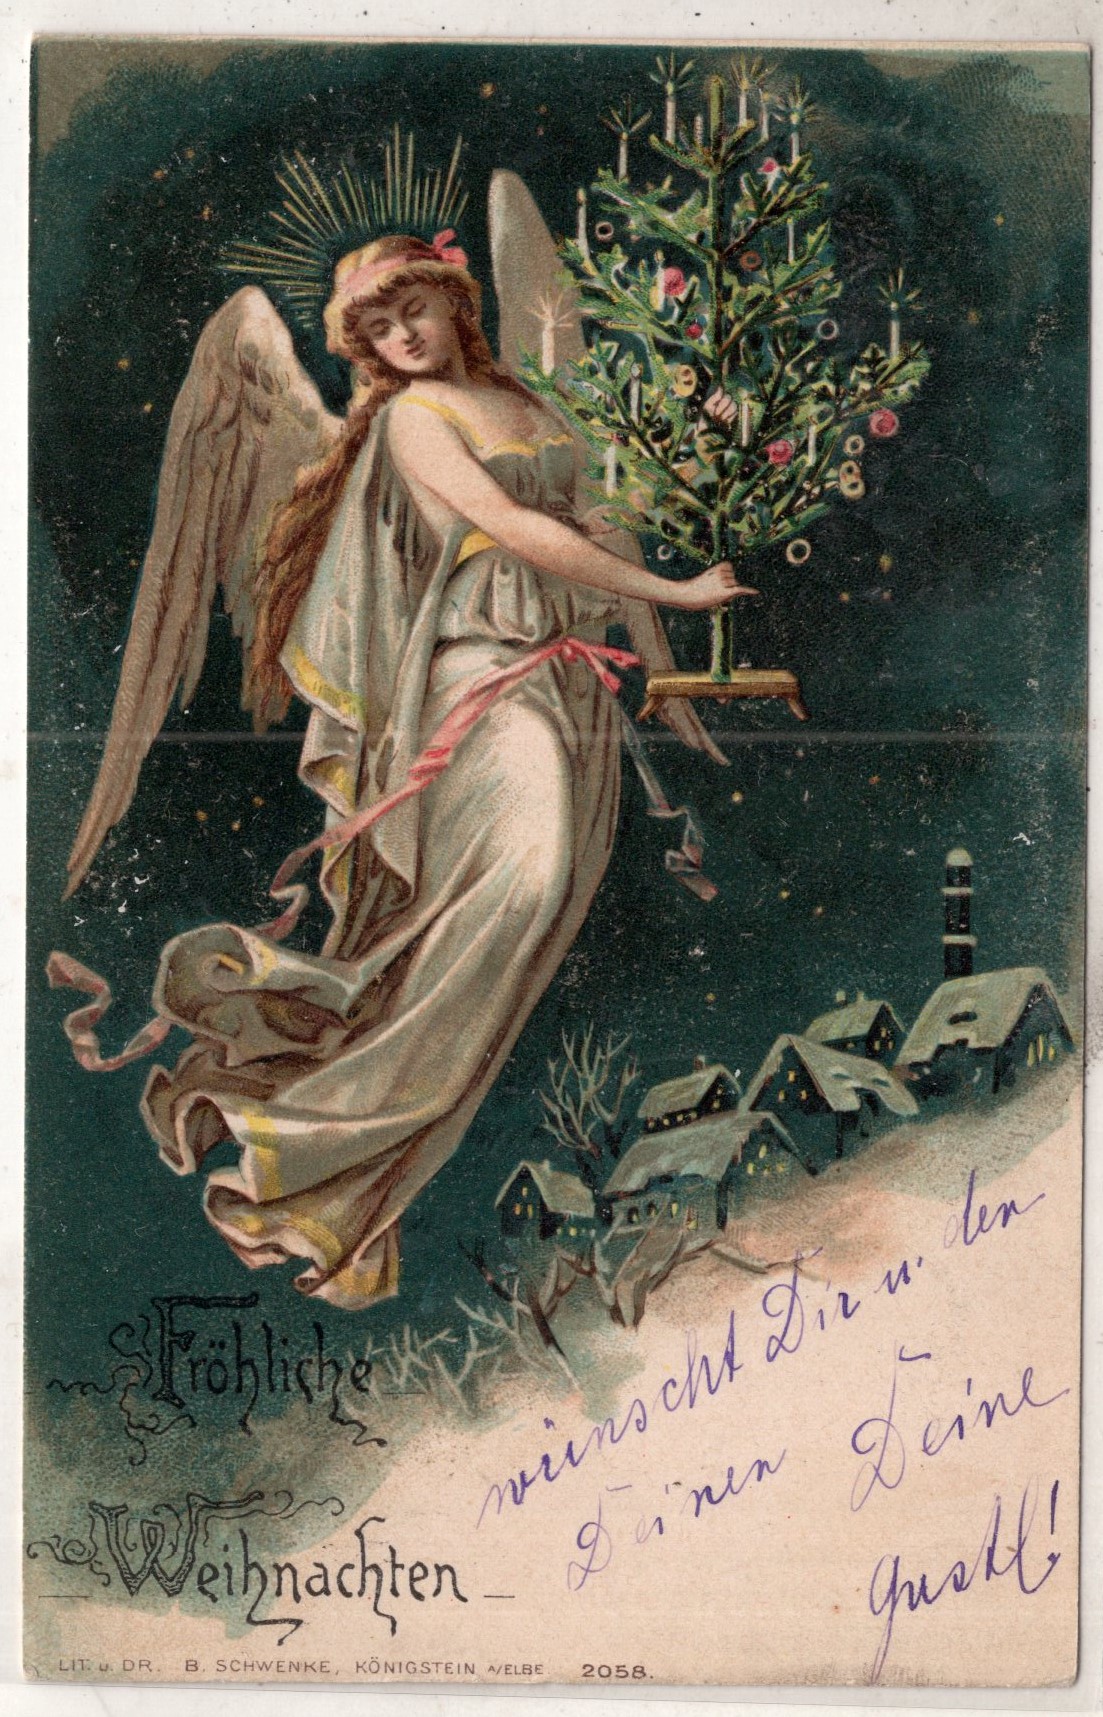 Fröhliche
Weihnachten
wünscht Dir u. den
Deinen Deine
Gustl!
LIT. u. DR. B. SCHWENKE, KÖNIGSTEIN A/ELBE 2058.